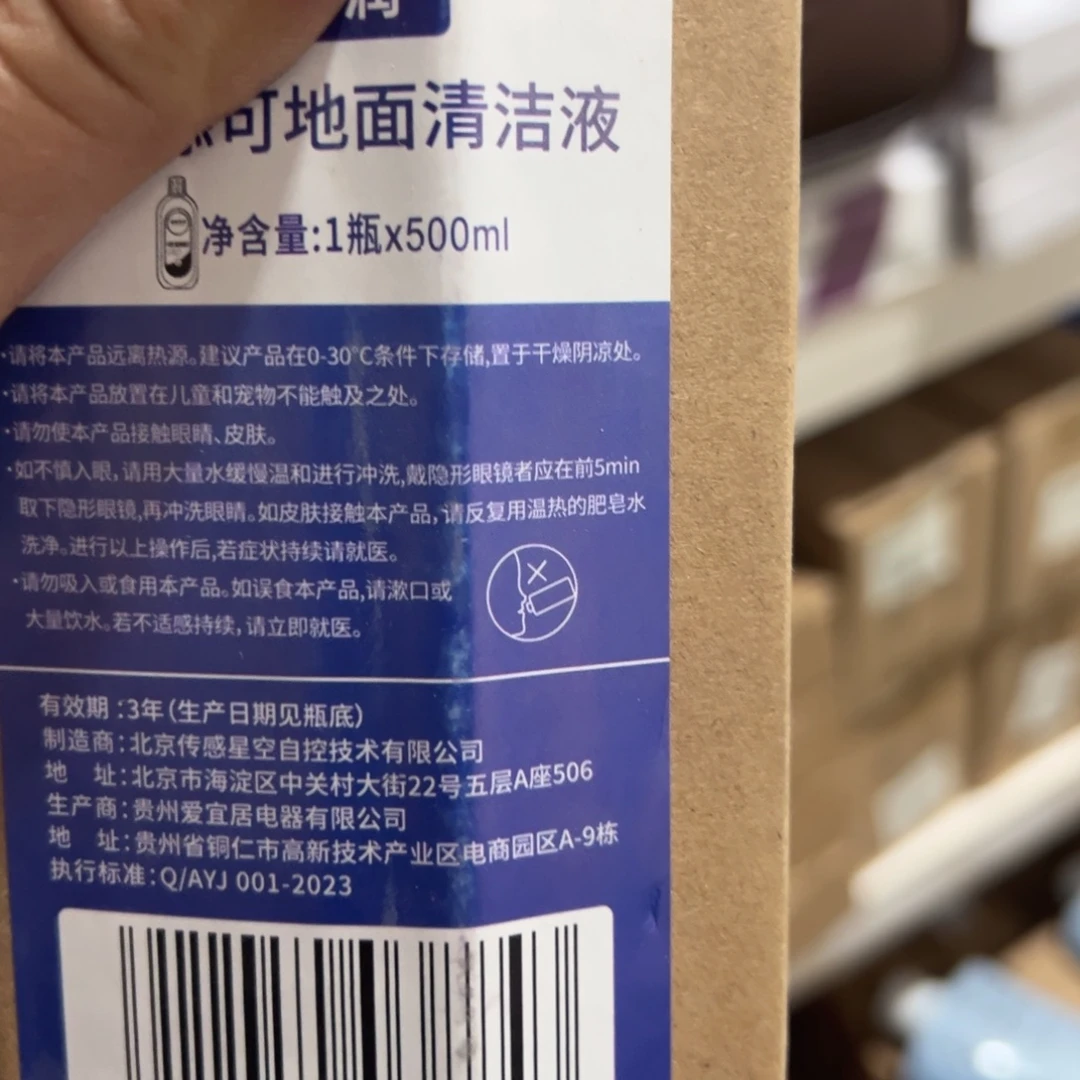 润
可地面清洁液
净含量:1瓶x500ml
·请将本产品远离热源。建议产品在0-30°C条件下存储,置于干燥阴凉处。
·请将本产品放置在儿童和宠物不能触及之处。
·请勿使本产品接触眼睛、皮肤。
·如不慎入眼,请用大量水缓慢温和进行冲洗,戴隐形眼镜者应在前5min
取下隐形眼镜,再冲洗眼睛。如皮肤接触本产品,请反复用温热的肥皂水
洗净。进行以上操作后,若症状持续请就医。
·请勿吸入或食用本产品。如误食本产品,请漱口或
大量饮水。若不适感持续,请立即就医。
有效期:3年(生产日期见瓶底)
制造商:北京传感星空自控技术有限公司
地 址:北京市海淀区中关村大街22号五层A座506
生产商:贵州爱宜居电器有限公司
地 址:贵州省铜仁市高新技术产业区电商园区A-9栋
执行标准:Q/AYJ 001-2023